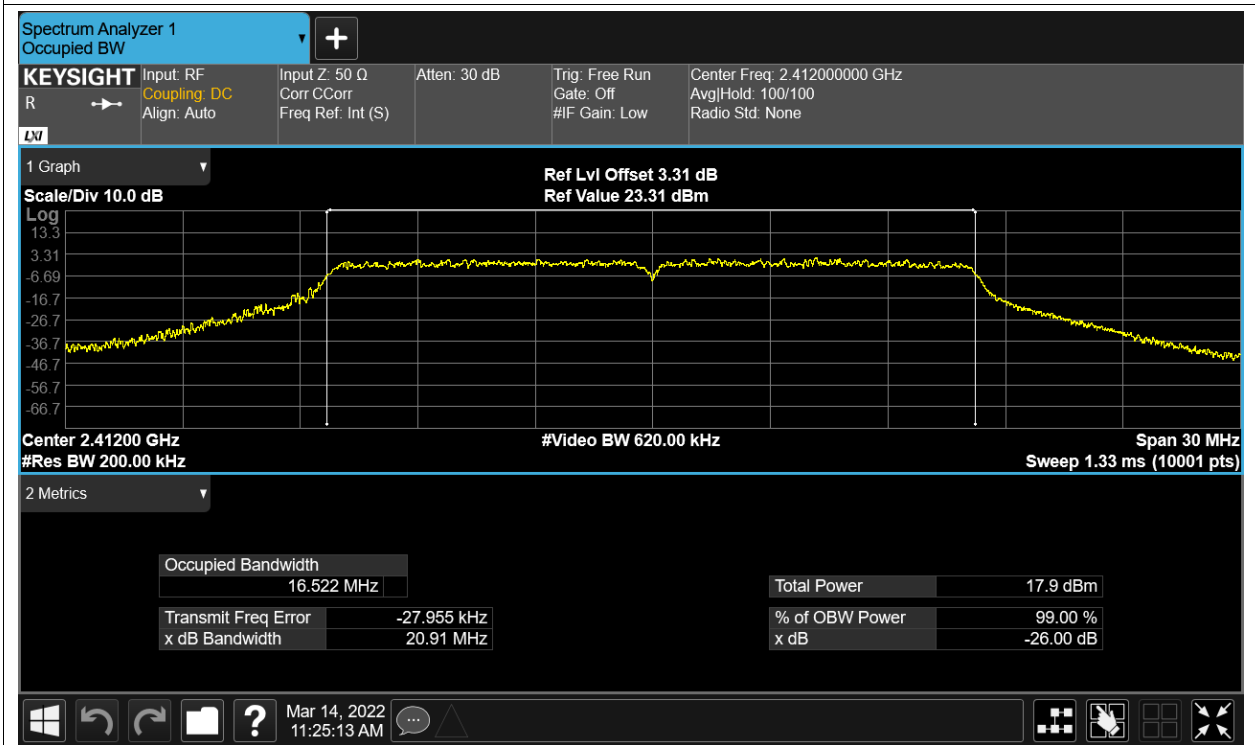 Spectrum Analyzer 1
Occupied BW
KEYSIGHT
R
LXI
Input: RF
Coupling: DC
Align: Auto
Input Z: 50 Ω
Corr CCorr
Freq Ref: Int (S)
Atten: 30 dB
Trig: Free Run
Gate: Off
#IF Gain: Low
Center Freq: 2.412000000 GHz
Avg|Hold: 100/100
Radio Std: None
1 Graph
Scale/Div 10.0 dB
Ref Lvl Offset 3.31 dB
Ref Value 23.31 dBm
Log
13.3
3.31
-6.69
-16.7
-26.7
-36.7
-46.7
-56.7
-66.7
Center 2.41200 GHz
#Video BW 620.00 kHz
Span 30 MHz
#Res BW 200.00 kHz
Sweep 1.33 ms (10001 pts)
2 Metrics
Occupied Bandwidth
16.522 MHz
Total Power 17.9 dBm
Transmit Freq Error -27.955 kHz
% of OBW Power 99.00 %
x dB Bandwidth 20.91 MHz
x dB -26.00 dB
?
Mar 14, 2022
11:25:13 AM